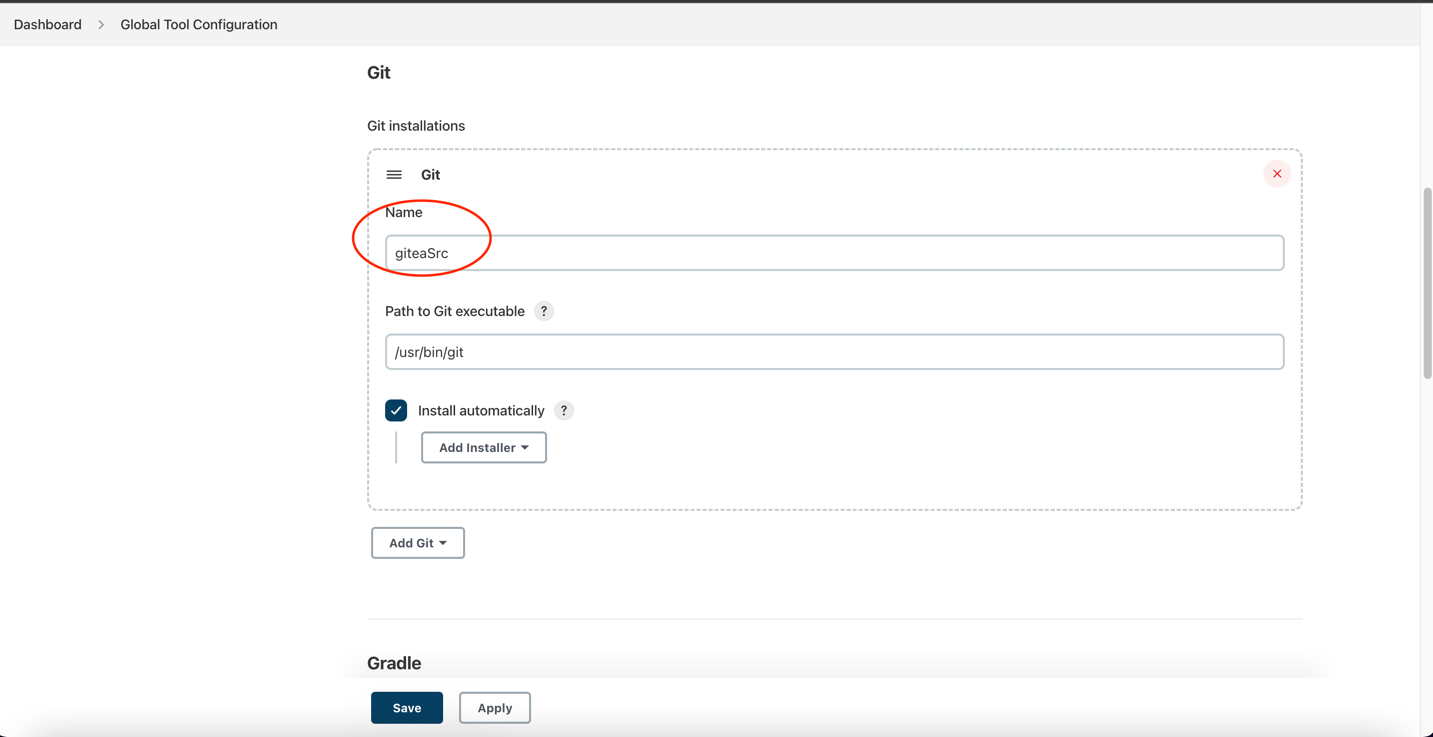 Dashboard > Global Tool Configuration
Git
Git installations
Git
Name
giteaSrc
Path to Git executable ?
/usr/bin/git
Install automatically ?
Add Installer
Add Git
Gradle
Save Apply